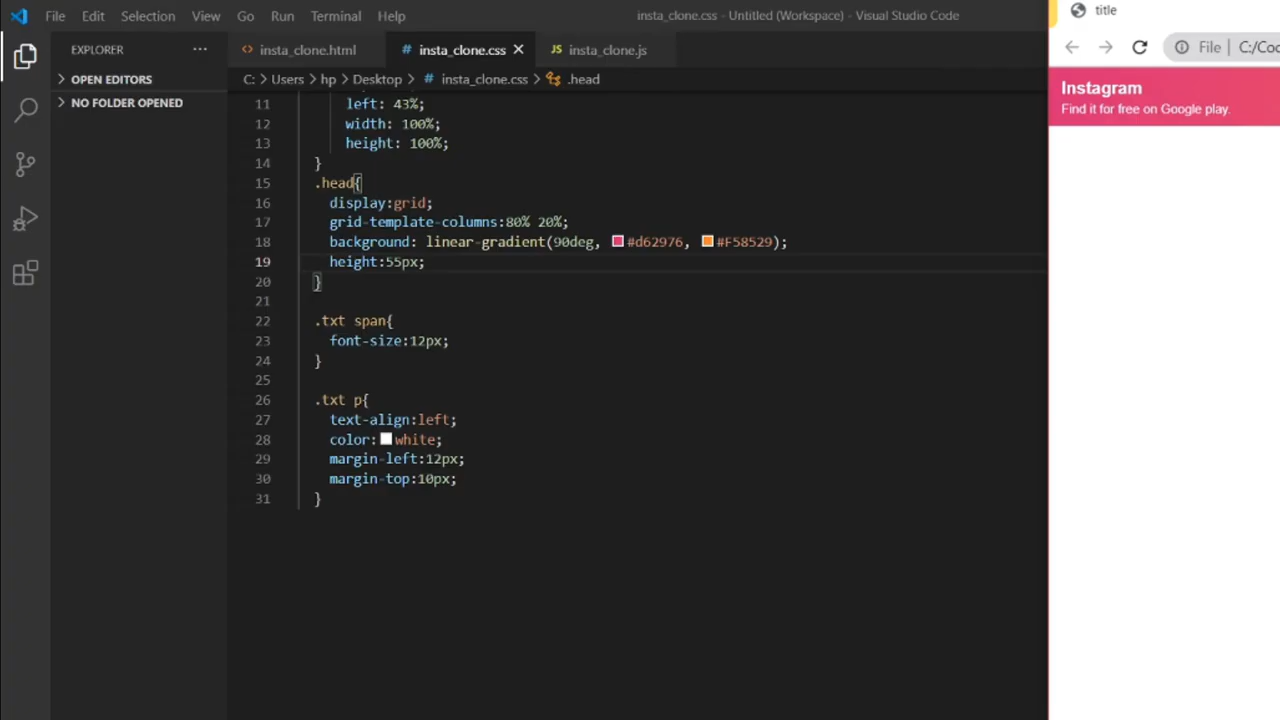 File Edit Selection View Go Run Terminal Help insta_clone.css - Untitled (Workspace) - Visual Studio Code
EXPLORER ···
OPEN EDITORS
NO FOLDER OPENED
insta_clone.html # insta_clone.css JS insta_clone.js
C: > Users > hp > Desktop > # insta_clone.css > .head
11 left: 43%;
12 width: 100%;
13 height: 100%;
14 }
15 .head{
16 display:grid;
17 grid-template-columns:80% 20%;
18 background: linear-gradient(90deg, #d62976, #F58529);
19 height:55px;
20 }
21
22 .txt span{
23 font-size:12px;
24 }
25
26 .txt p{
27 text-align:left;
28 color:white;
29 margin-left:12px;
30 margin-top:10px;
31 }
title
File | C:/Coo
Instagram
Find it for free on Google play.